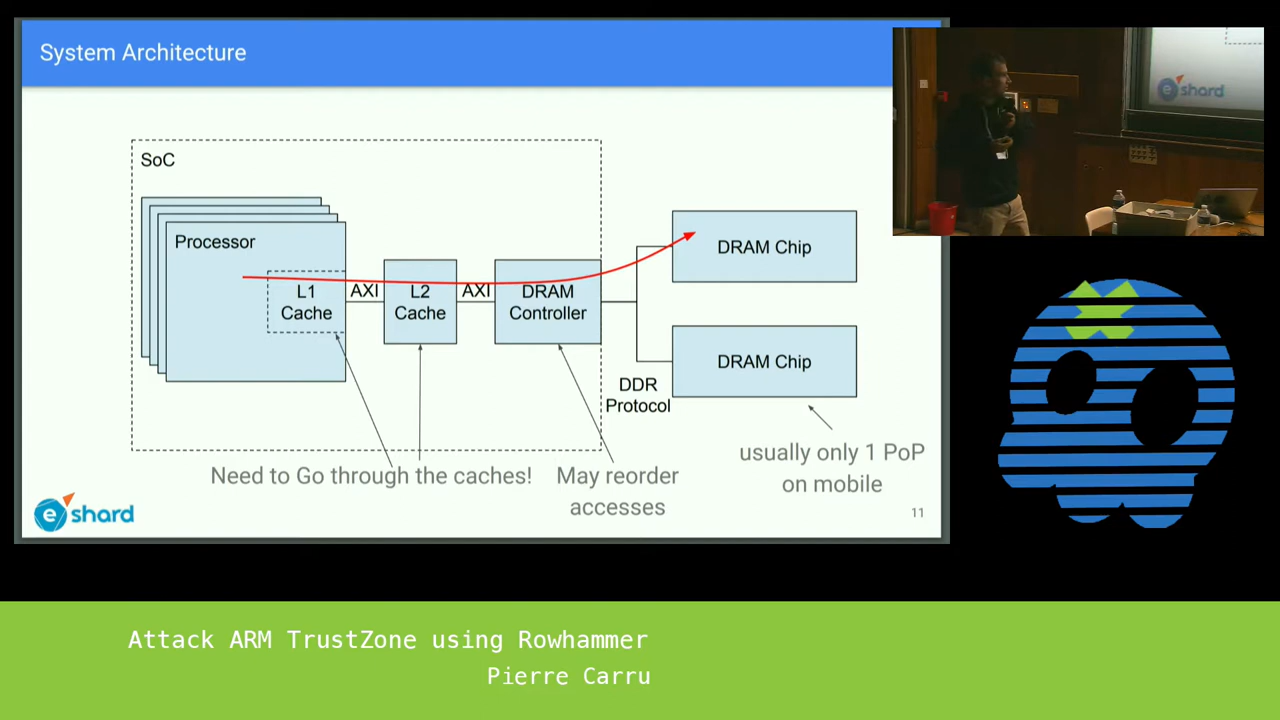 System Architecture
SoC
Processor
L1
Cache
AXI
L2
Cache
AXI
DRAM
Controller
DRAM Chip
DRAM Chip
DDR
Protocol
Need to Go through the caches!
May reorder
accesses
usually only 1 PoP
on mobile
eshard
11
eshard
Attack ARM TrustZone using Rowhammer
Pierre Carru